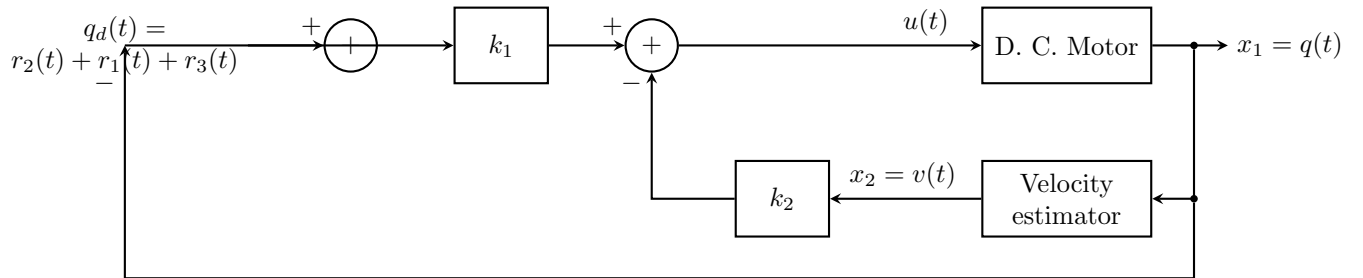 q_d(t) =
r_2(t) + r_1(t) + r_3(t)
−
+
+
k_1
+
+
−
u(t)
D. C. Motor
x_1 = q(t)
k_2
x_2 = v(t)
Velocity
estimator